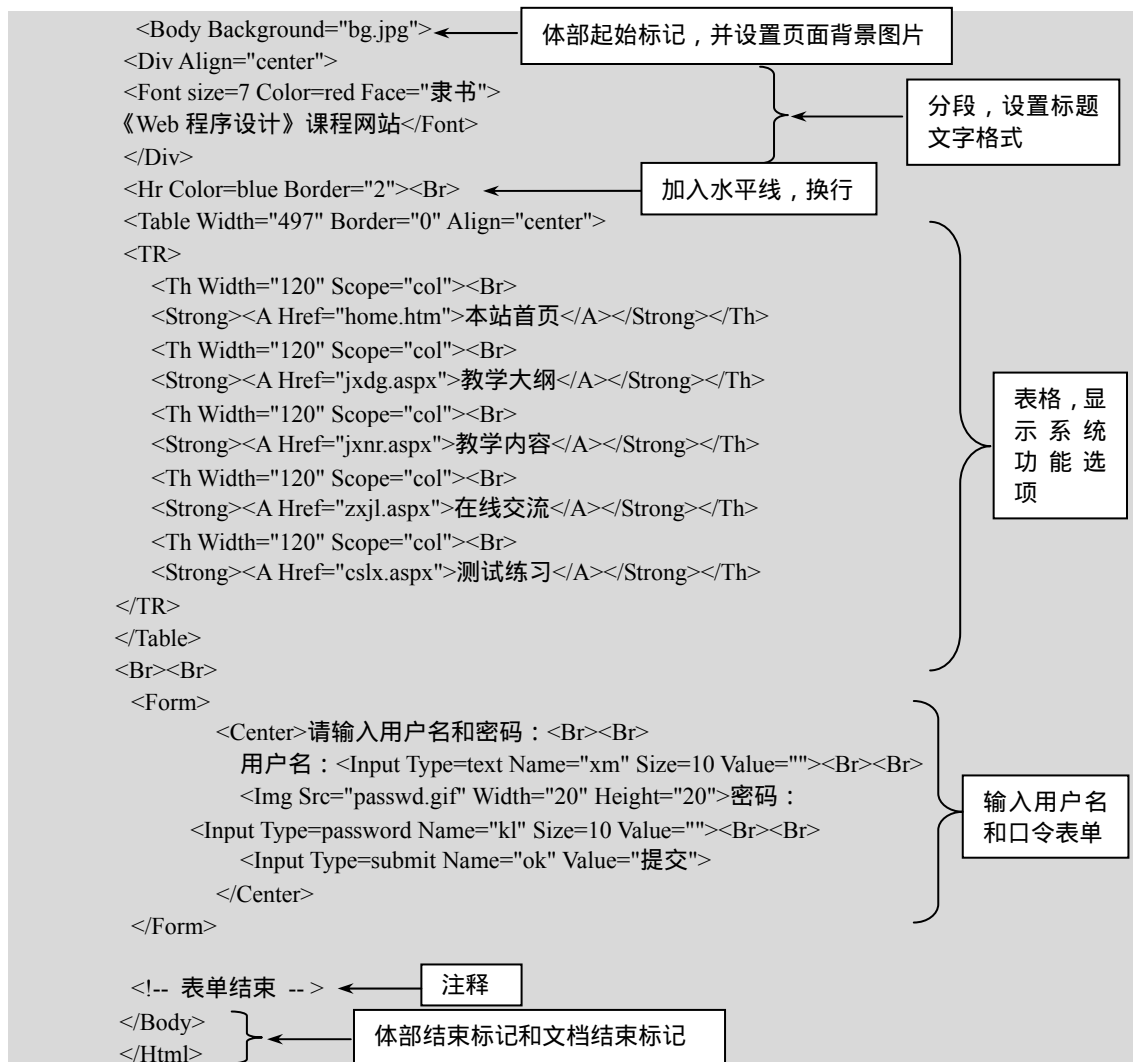 <Body Background="bg.jpg">
体部起始标记，并设置页面背景图片
<Div Align="center">
<Font size=7 Color=red Face="隶书">
《Web 程序设计》课程网站</Font>
</Div>
分段，设置标题
文字格式
<Hr Color=blue Border="2"><Br>
加入水平线，换行
<Table Width="497" Border="0" Align="center">
<TR>
<Th Width="120" Scope="col"><Br>
<Strong><A Href="home.htm">本站首页</A></Strong></Th>
<Th Width="120" Scope="col"><Br>
<Strong><A Href="jxdg.aspx">教学大纲</A></Strong></Th>
<Th Width="120" Scope="col"><Br>
<Strong><A Href="jxnr.aspx">教学内容</A></Strong></Th>
<Th Width="120" Scope="col"><Br>
<Strong><A Href="zxjl.aspx">在线交流</A></Strong></Th>
<Th Width="120" Scope="col"><Br>
<Strong><A Href="cslx.aspx">测试练习</A></Strong></Th>
</TR>
</Table>
<Br><Br>
表格，显
示系统
功能选
项
<Form>
<Center>请输入用户名和密码：<Br><Br>
用户名：<Input Type=text Name="xm" Size=10 Value=""><Br><Br>
<Img Src="passwd.gif" Width="20" Height="20">密码：
<Input Type=password Name="kl" Size=10 Value=""><Br><Br>
<Input Type=submit Name="ok" Value="提交">
</Center>
</Form>
输入用户名
和口令表单
<!-- 表单结束 -- >
注释
</Body>
</Html>
体部结束标记和文档结束标记